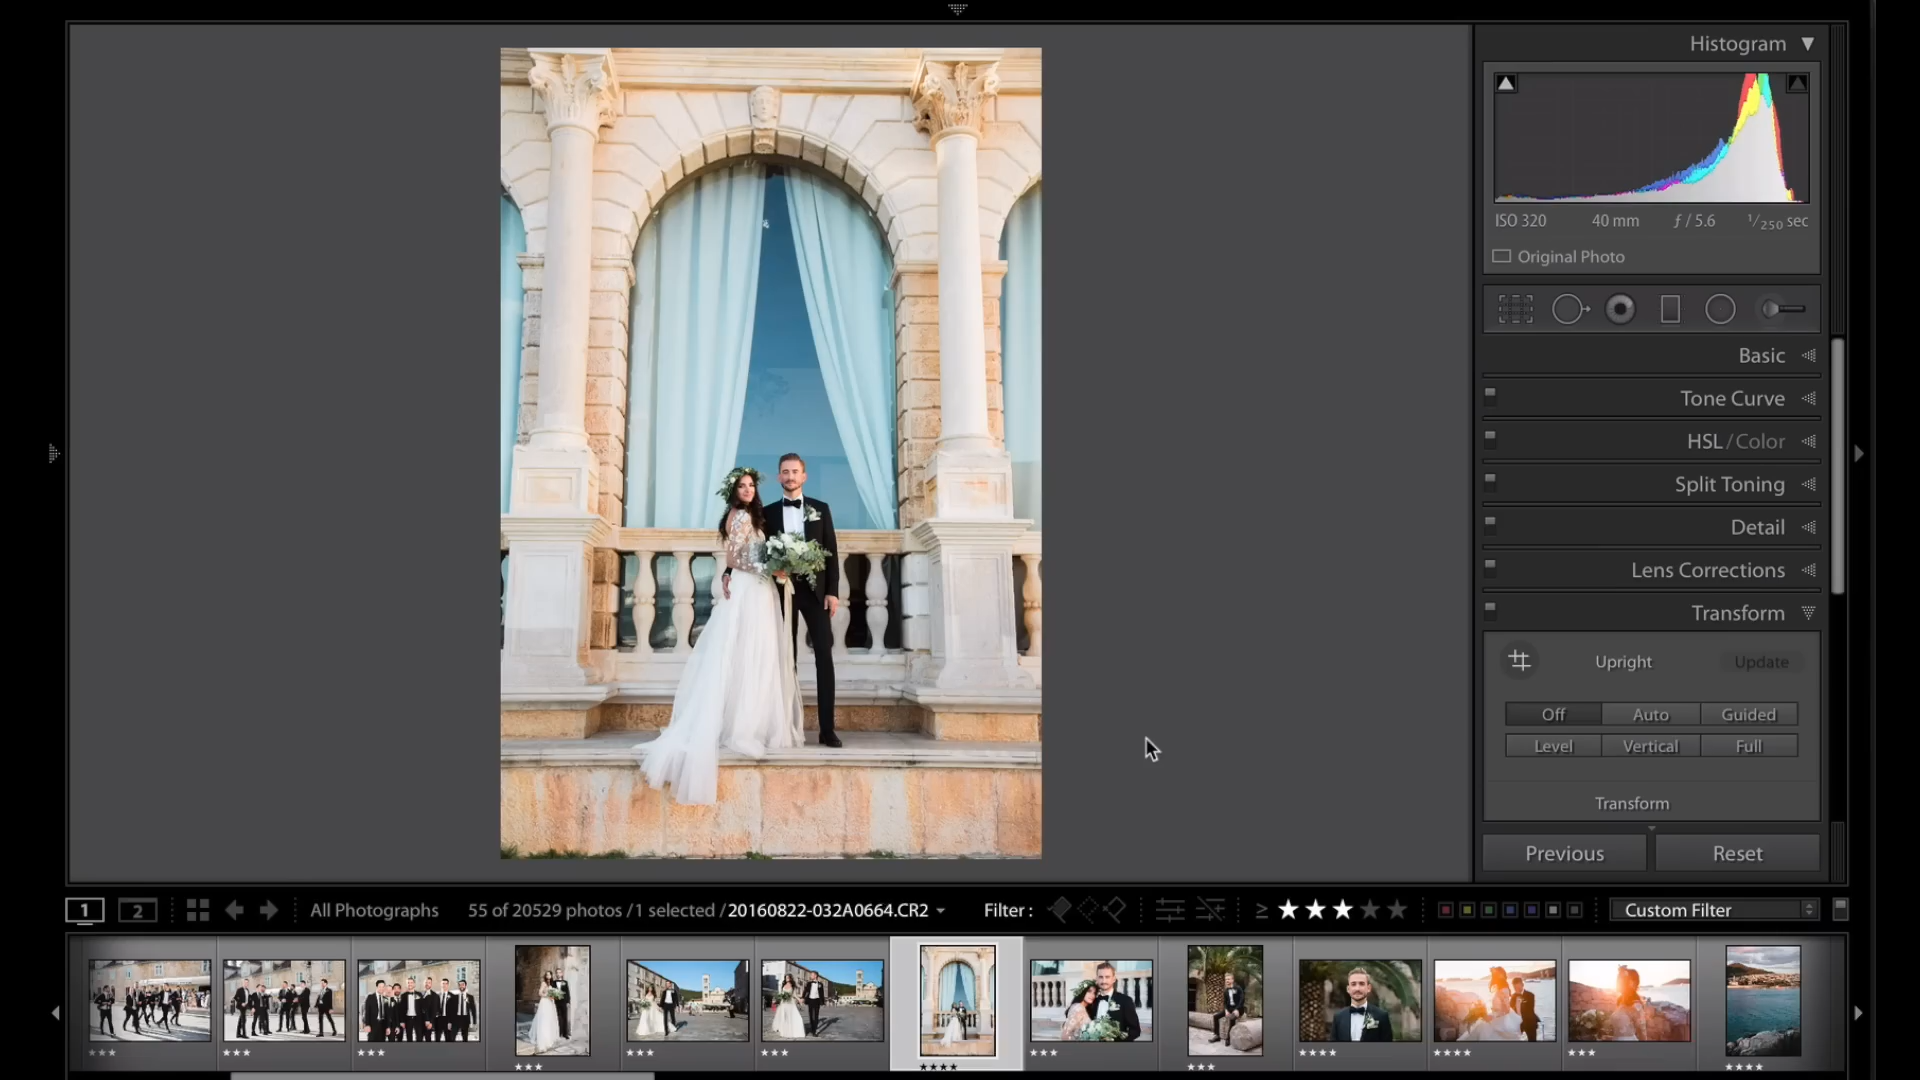 Histogram
ISO 320 40 mm ƒ / 5.6 1/250 sec
Original Photo
Basic
Tone Curve
HSL / Color
Split Toning
Detail
Lens Corrections
Transform
Upright Update
Off Auto Guided
Level Vertical Full
Transform
Previous Reset
1 2 All Photographs 55 of 20529 photos / 1 selected / 20160822-032A0664.CR2 Filter : ≥ Custom Filter